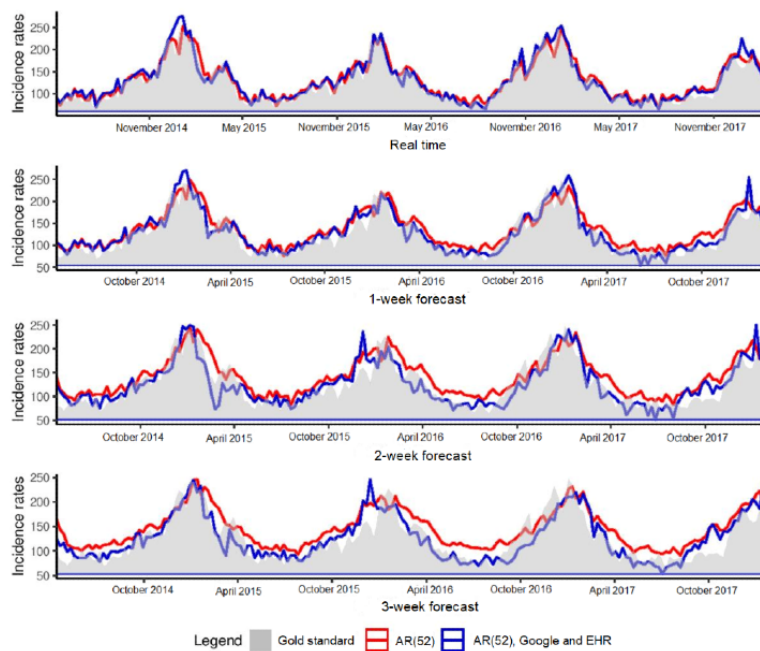 Incidence rates
250
200
150
100
November 2014 May 2015 November 2015 May 2016 November 2016 May 2017 November 2017
Real time
Incidence rates
250
200
150
100
50
October 2014 April 2015 October 2015 April 2016 October 2016 April 2017 October 2017
1-week forecast
Incidence rates
250
200
150
100
50
October 2014 April 2015 October 2015 April 2016 October 2016 April 2017 October 2017
2-week forecast
Incidence rates
250
200
150
100
50
October 2014 April 2015 October 2015 April 2016 October 2016 April 2017 October 2017
3-week forecast
Legend Gold standard AR(52) AR(52), Google and EHR